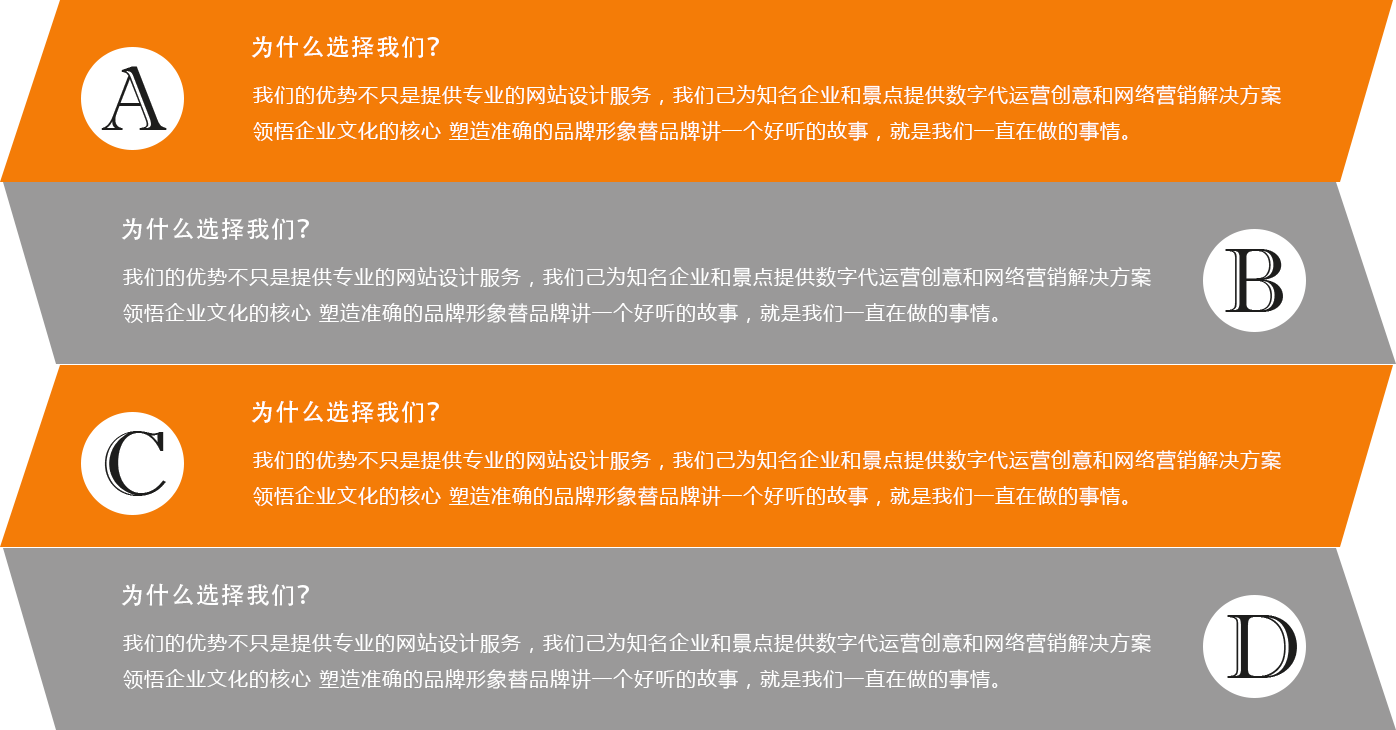 A
为什么选择我们?
我们的优势不只是提供专业的网站设计服务，我们己为知名企业和景点提供数字代运营创意和网络营销解决方案
领悟企业文化的核心 塑造准确的品牌形象替品牌讲一个好听的故事，就是我们一直在做的事情。
为什么选择我们?
我们的优势不只是提供专业的网站设计服务，我们己为知名企业和景点提供数字代运营创意和网络营销解决方案
领悟企业文化的核心 塑造准确的品牌形象替品牌讲一个好听的故事，就是我们一直在做的事情。
B
C
为什么选择我们?
我们的优势不只是提供专业的网站设计服务，我们己为知名企业和景点提供数字代运营创意和网络营销解决方案
领悟企业文化的核心 塑造准确的品牌形象替品牌讲一个好听的故事，就是我们一直在做的事情。
为什么选择我们?
我们的优势不只是提供专业的网站设计服务，我们己为知名企业和景点提供数字代运营创意和网络营销解决方案
领悟企业文化的核心 塑造准确的品牌形象替品牌讲一个好听的故事，就是我们一直在做的事情。
D